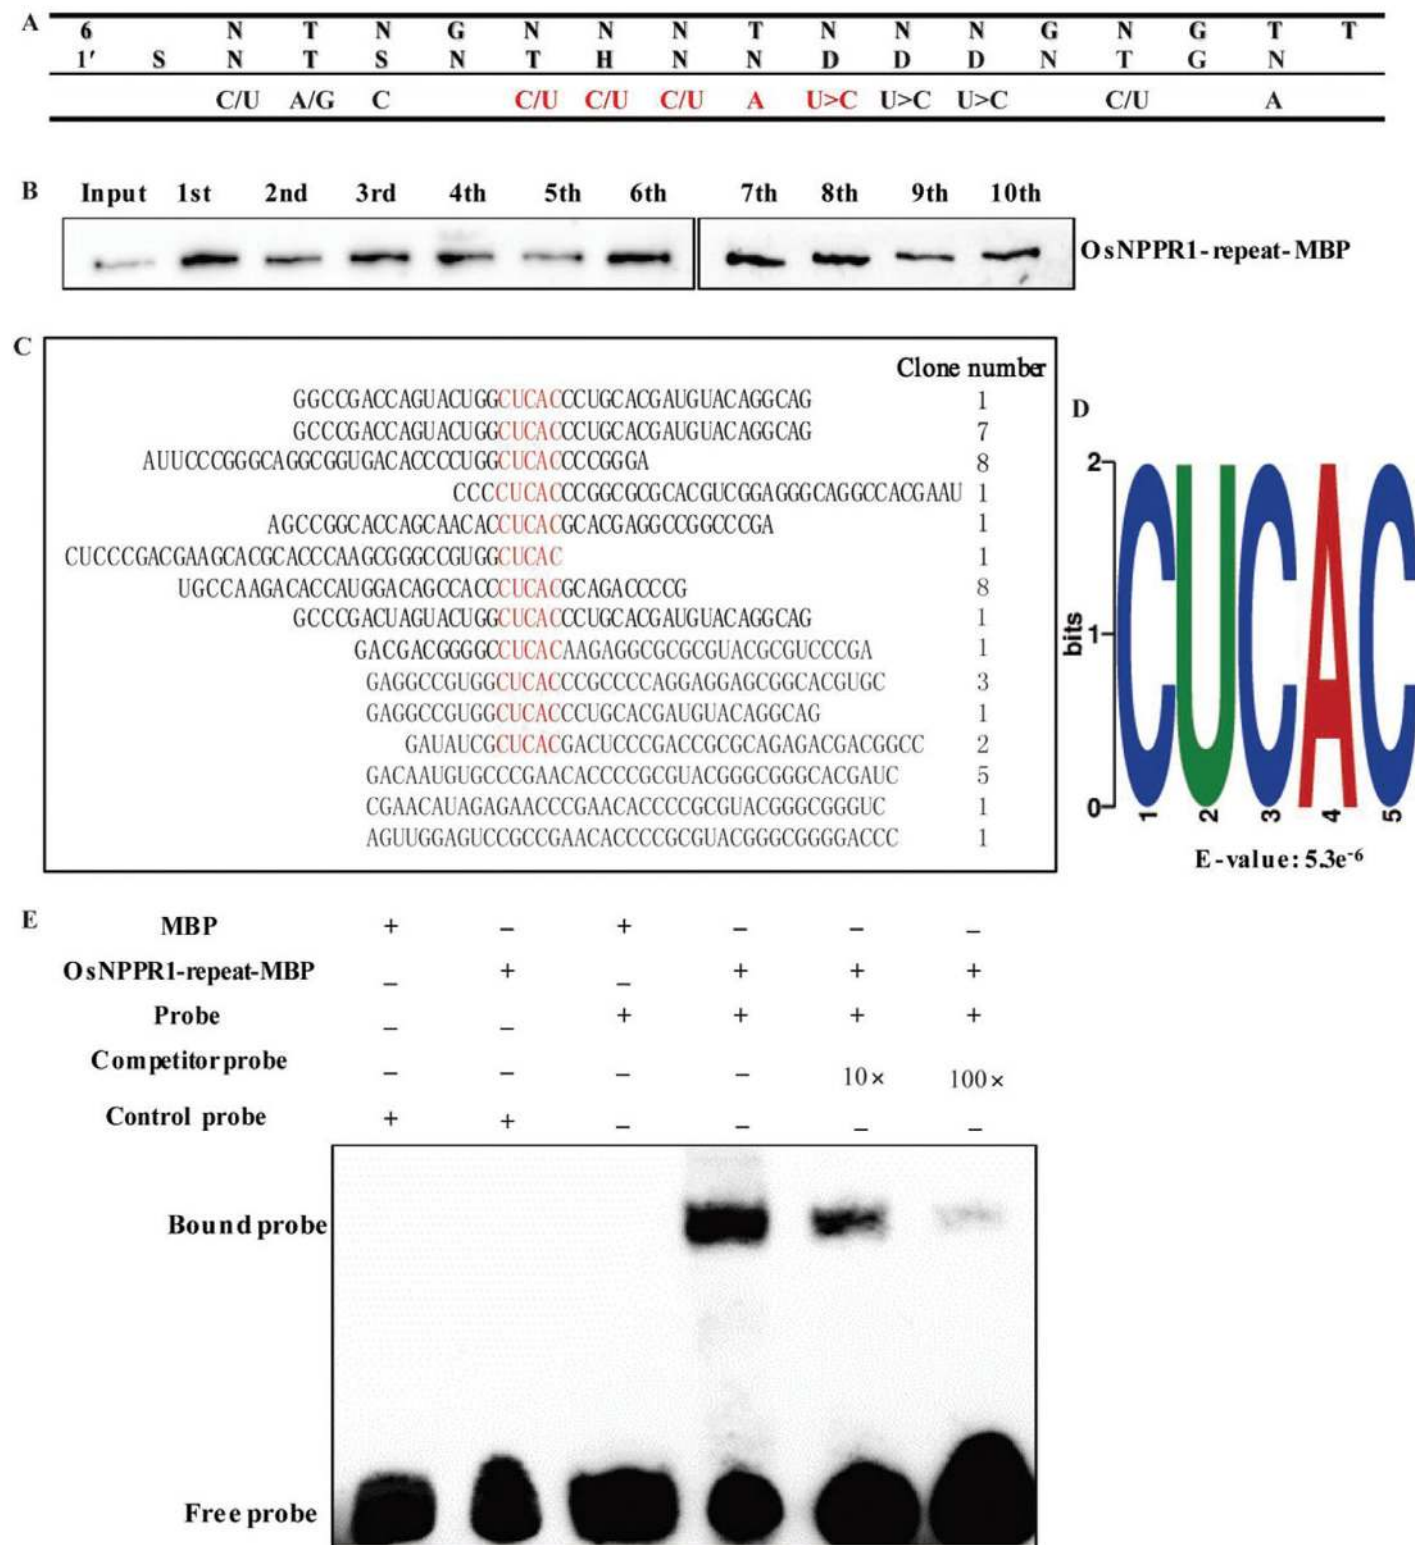 A
6 N T N G N N N T N N N G N G T T
1′ S N T S N T H N N D D D N T G N
C/U A/G C C/U C/U C/U A U>C U>C U>C C/U A
B
Input 1st 2nd 3rd 4th 5th 6th 7th 8th 9th 10th
OsNPPR1-repeat-MBP
C
Clone number
GGCCGACCAGUACUGGCUCACCCUGCACGAUGUACAGGCAG 1
GCCCGACCAGUACUGGCUCACCCUGCACGAUGUACAGGCAG 7
AUUCCCGGGCAGGCGGUGACACCCCUGGCUCACCCCGGGA 8
CCCCUCACCCGGCGCGCACGUCGGAGGGCAGGCCACGAAU 1
AGCCGGCACCAGCAACACCUCACGCACGAGGCCGGCCCGA 1
CUCCCGACGAAGCACGCACCCAAGCGGGCCGUGGCUCAC 1
UGCCAAGACACCAUGGACAGCCACCCUCACGCAGACCCCG 8
GCCCGACUAGUACUGGCUCACCCUGCACGAUGUACAGGCAG 1
GACGACGGGGCCUCACAAGAGGCGCGCGUACGCGUCCCGA 1
GAGGCCGUGGCUCACCCGCCCCAGGAGGAGCGGCACGUGC 3
GAGGCCGUGGCUCACCCUGCACGAUGUACAGGCAG 1
GAUAUCGCUCACGACUCCCGACCGCGCAGAGACGACGGCC 2
GACAAUGUGCCCGAACACCCCGCGUACGGGCGGGCACGAUC 5
CGAACAUAGAGAACCCGAACACCCCGCGUACGGGCGGGUC 1
AGUUGGAGUCCGCCGAACACCCCGCGUACGGGCGGGGACCC 1
D
2
1
0
bits
CUCAC
1 2 3 4 5
E-value: 5.3e-6
E
MBP + – + – – –
OsNPPR1-repeat-MBP – + – + + +
Probe – – + + + +
Competitor probe – – – – 10× 100×
Control probe + + – – – –
Bound probe
Free probe